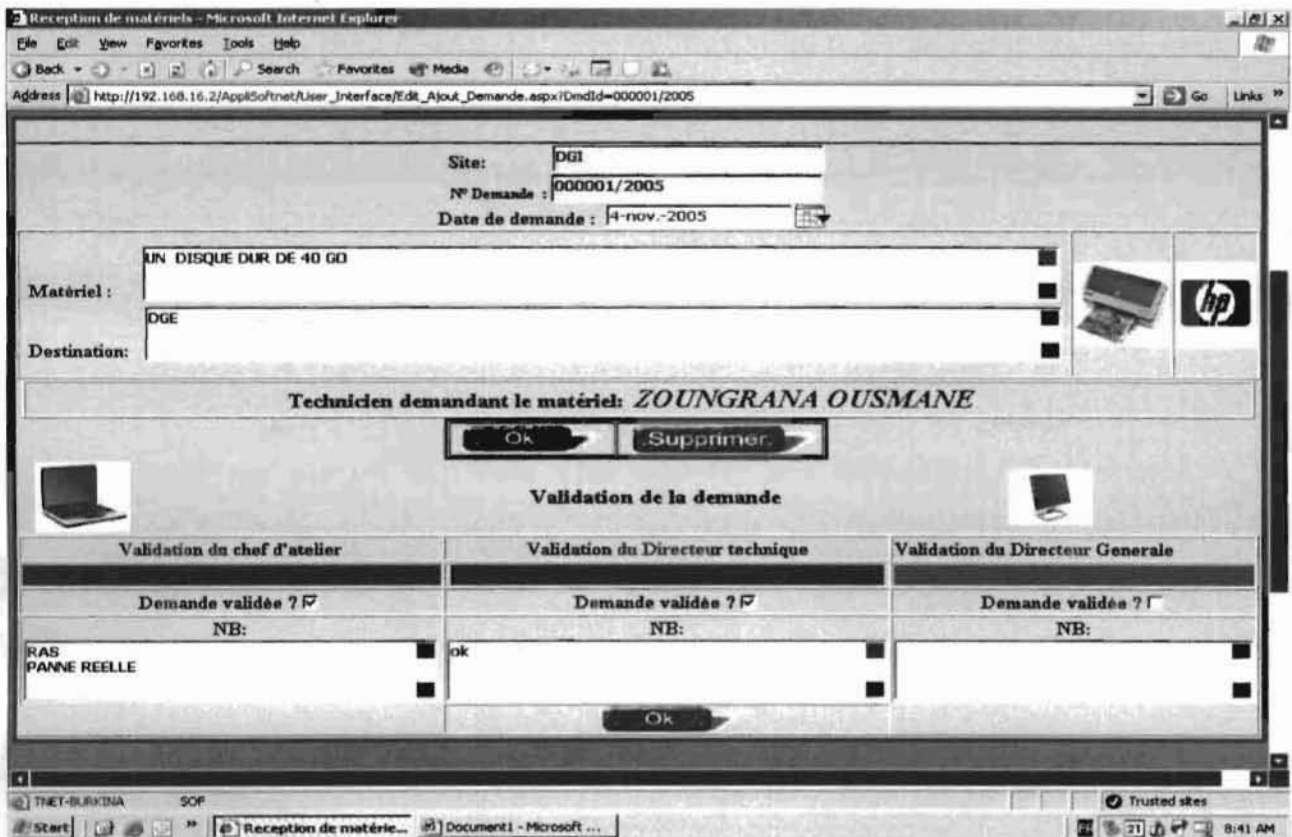 Reception de matériels - Microsoft Internet Explorer
File Edit View Favorites Tools Help
Back Search Favorites Media
Address http://192.168.16.2/AppliSoftnet/User_Interface/Edit_Ajout_Demande.aspx?DmdId=000001/2005 Go Links »
Site: DGI
N° Demande : 000001/2005
Date de demande : 4-nov.-2005
UN DISQUE DUR DE 40 GO
Matériel :
hp
DGE
Destination:
Technicien demandant le matériel: ZOUNGRANA OUSMANE
Ok Supprimer
Validation de la demande
Validation du chef d'atelier Validation du Directeur technique Validation du Directeur Generale
Demande validée ? Demande validée ? Demande validée ?
NB: NB: NB:
RAS ok
PANNE REELLE
Ok
TNET-BURKINA SOF Trusted sites
Start » Reception de matérie... Document1 - Microsoft ... 21 8:41 AM